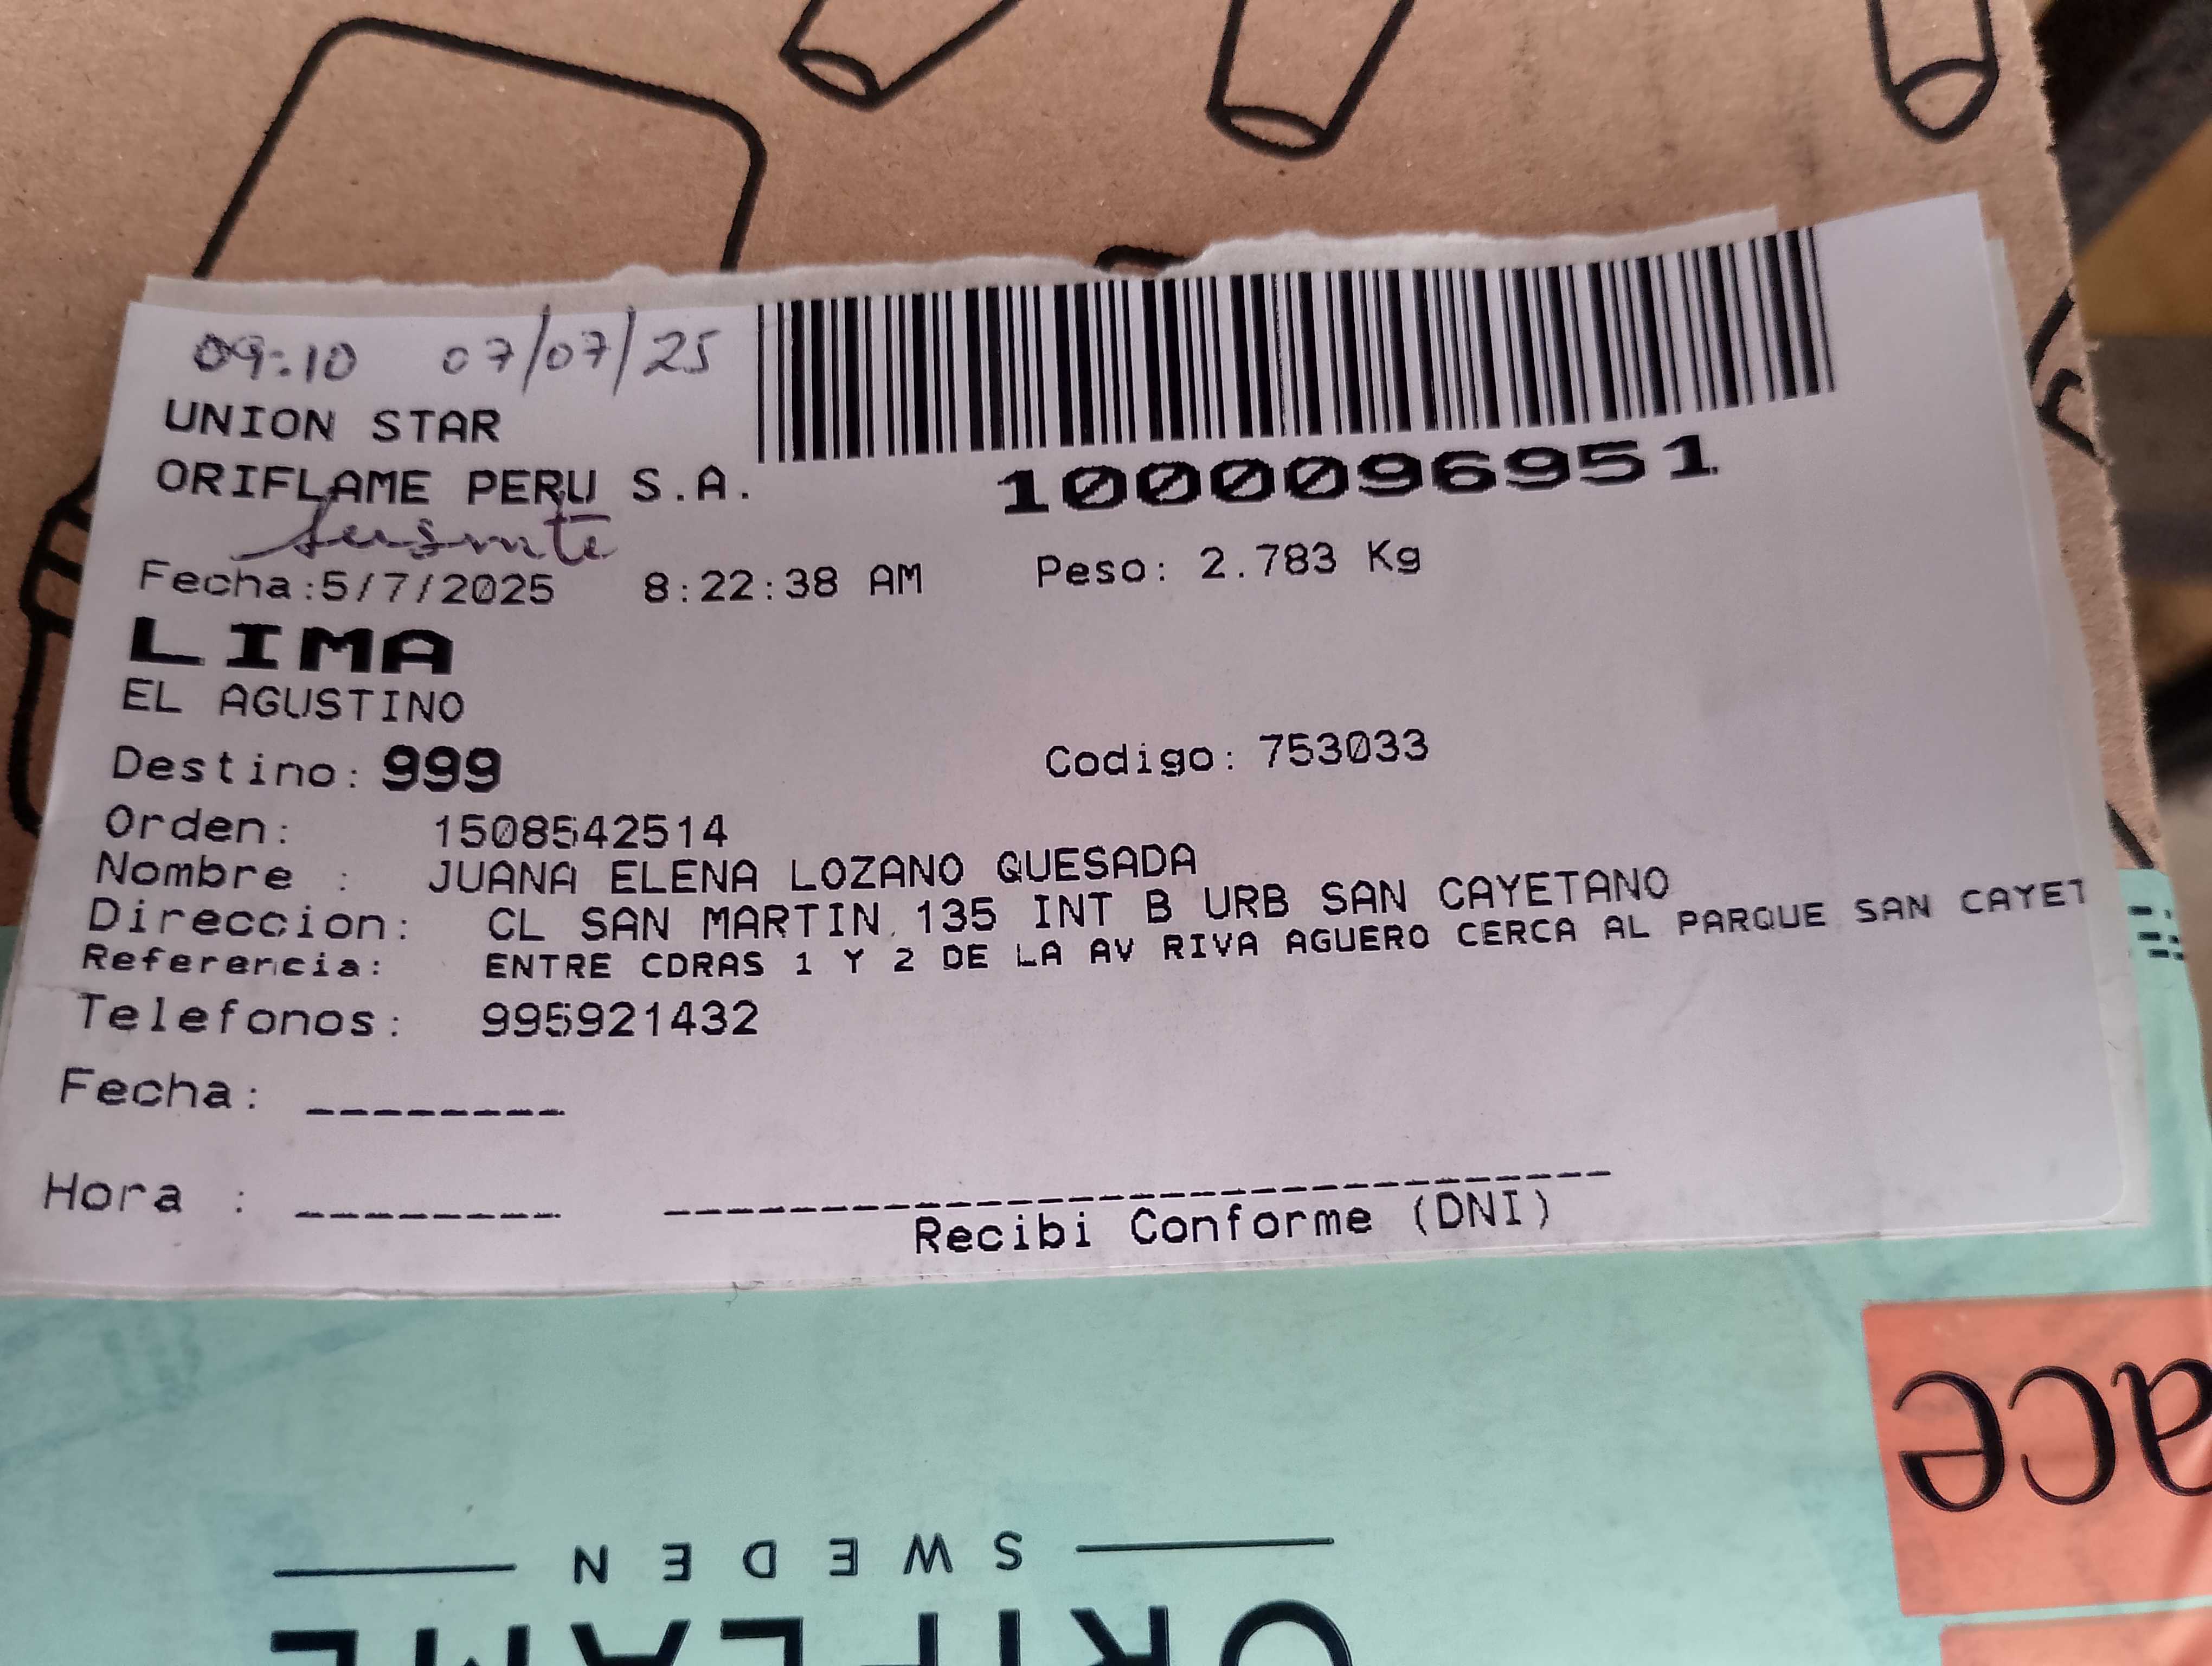 09:10 07/07/25
UNION STAR
ORIFLAME PERU S.A.
1000096951
Ausente
Fecha:5/7/2025 8:22:38 AM Peso: 2.783 Kg
LIMA
EL AGUSTINO
Destino: 999 Codigo: 753033
Orden: 1508542514
Nombre : JUANA ELENA LOZANO QUESADA
Direccion: CL SAN MARTIN 135 INT B URB SAN CAYETANO
Referencia: ENTRE CDRAS 1 Y 2 DE LA AV RIVA AGUERO CERCA AL PARQUE SAN CAYET
Telefonos: 995921432
Fecha: ________
Hora : ________
Recibi Conforme (DNI)
ace
SWEDEN
ORIFLAME